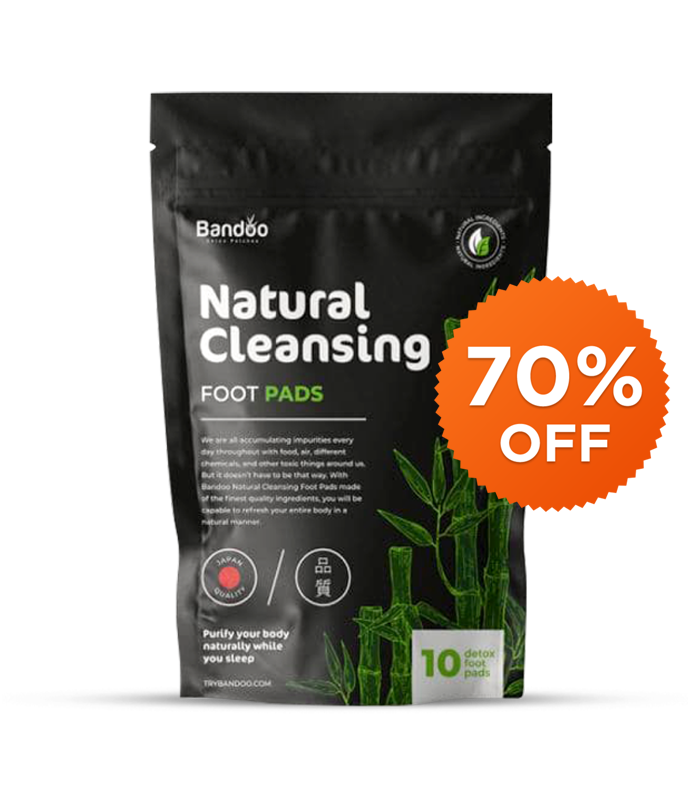 Bandoo
Detox Patches
NATURAL INGREDIENTS · NATURAL INGREDIENTS ·
Natural
Cleansing
FOOT PADS
We are all accumulating impurities every
day throughout with food, air, different
chemicals, and other toxic things around us.
But it doesn't have to be that way. With
Bandoo Natural Cleansing Foot Pads made
of the finest quality ingredients, you will be
capable to refresh your entire body in a
natural manner.
70%
OFF
JAPAN
QUALITY
品
質
Purify your body
naturally while
you sleep
TRYBANDOO.COM
10 detox
foot
pads